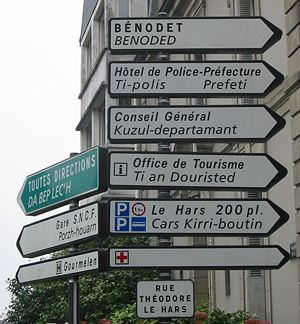 BÉNODET
BENODED
Hôtel de Police-Préfecture
Ti-polis Prefeti
Conseil Général
Kuzul-departamant
i Office de Tourisme
Ti an Douristed
P P Le Hars 200 pl.
Cars Kirri-boutin
TOUTES DIRECTIONS
DA BEP LEC'H
Gare S.N.C.F.
Porzh-houarn
H Gourmelen
RUE
THÉODORE
LE HARS